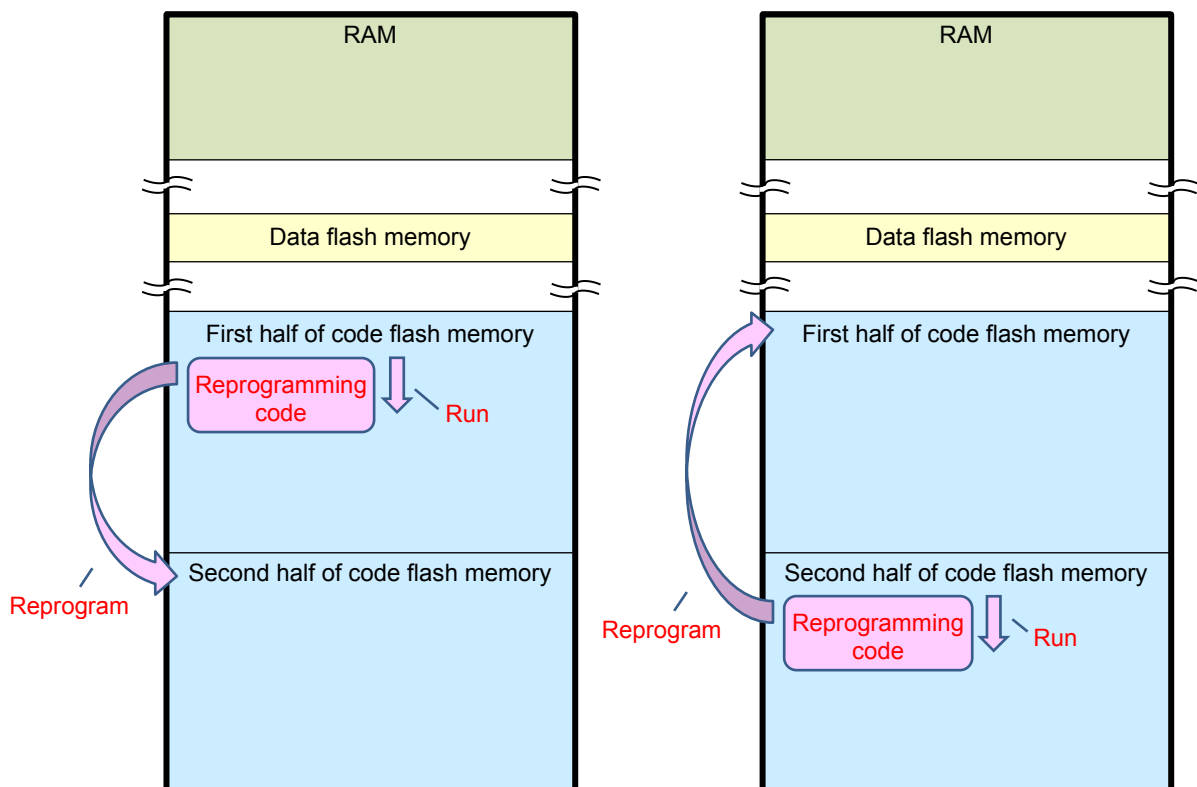 RAM
Data flash memory
First half of code flash memory
Reprogramming
code
Run
Second half of code flash memory
Reprogram
RAM
Data flash memory
First half of code flash memory
Second half of code flash memory
Reprogramming
code
Run
Reprogram